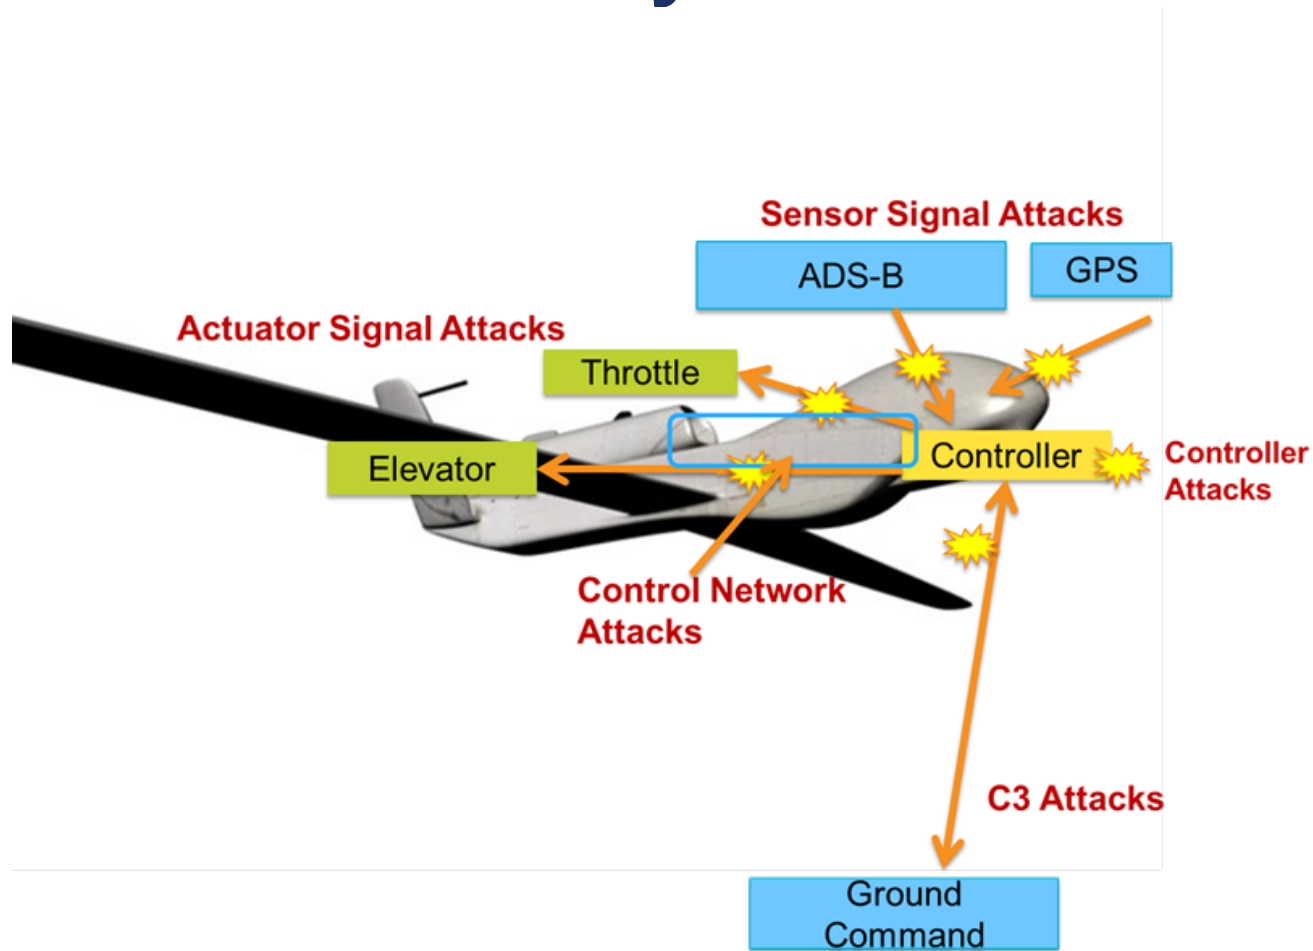 Sensor Signal Attacks
ADS-B
GPS
Actuator Signal Attacks
Throttle
Elevator
Controller
Controller
Attacks
Control Network
Attacks
C3 Attacks
Ground
Command